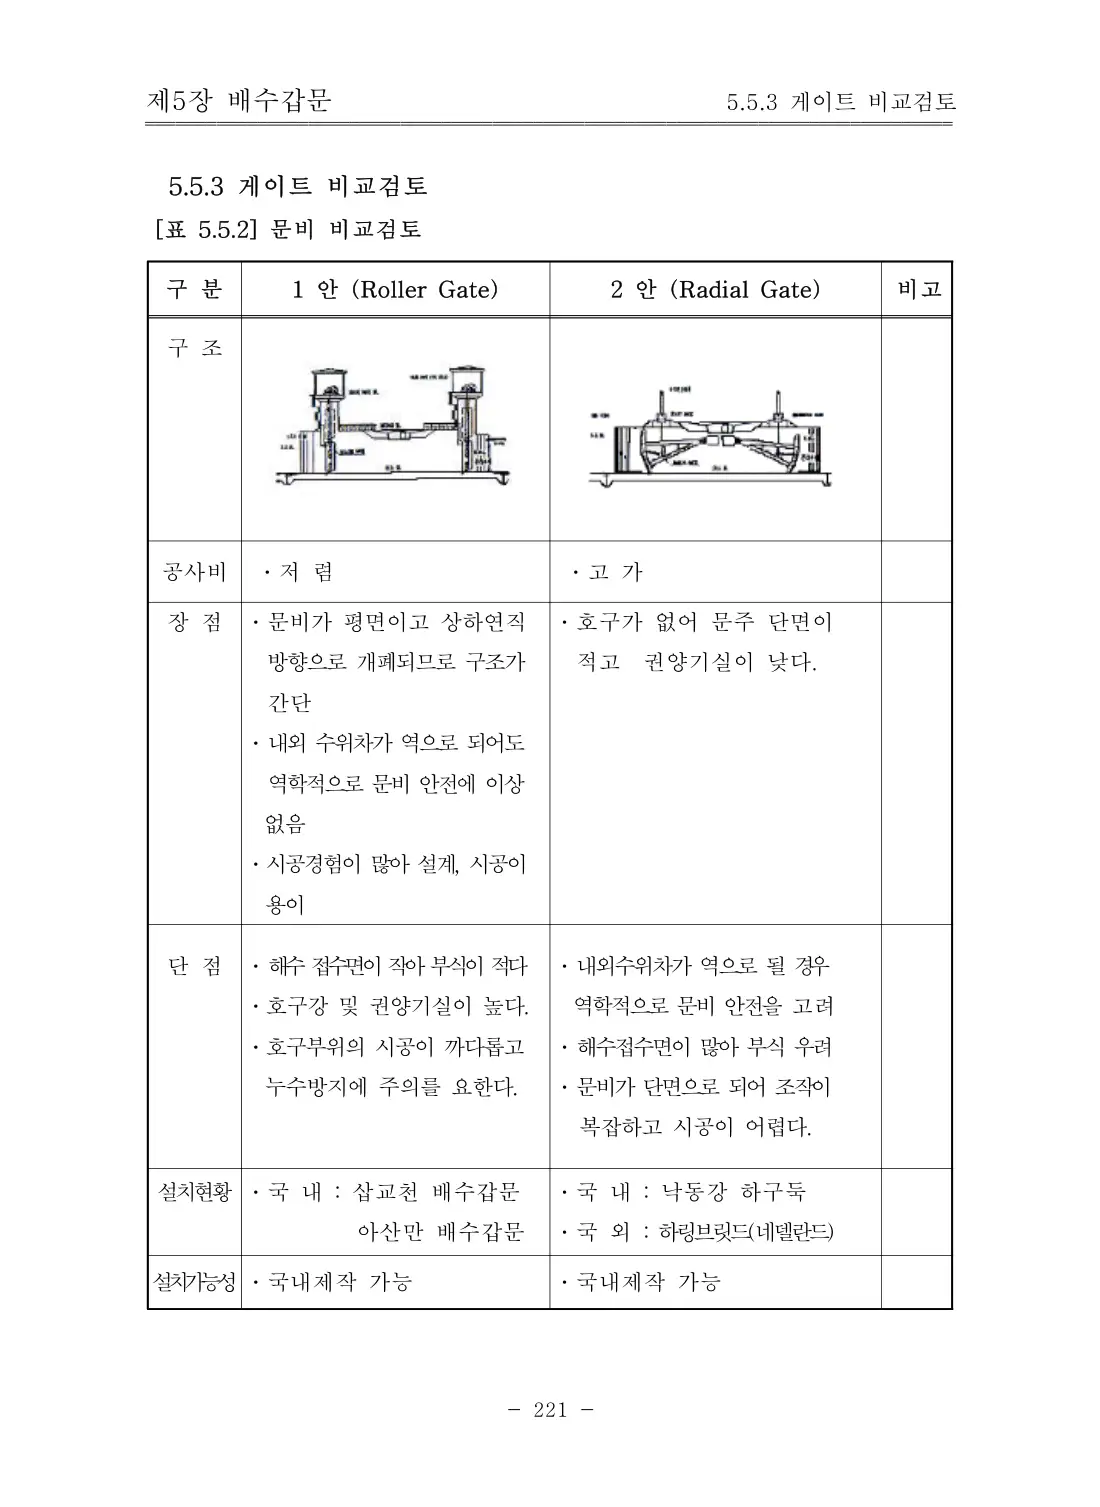 제5장 배수갑문
5.5.3 게이트 비교검토
5.5.3 게이트 비교검토
[표 5.5.2] 문비 비교검토
구 분
1 안 (Roller Gate)
2 안 (Radial Gate)
비고
구 조
공사비
· 저 렴
· 고 가
장 점
· 문비가 평면이고 상하연직
방향으로 개폐되므로 구조가
간단
· 내외 수위차가 역으로 되어도
역학적으로 문비 안전에 이상
없음
· 시공경험이 많아 설계, 시공이
용이
· 호구가 없어 문주 단면이
적고 권양기실이 낮다.
단 점
· 해수 접수면이 작아 부식이 적다
· 호구강 및 권양기실이 높다.
· 호구부위의 시공이 까다롭고
누수방지에 주의를 요한다.
· 내외수위차가 역으로 될 경우
역학적으로 문비 안전을 고려
· 해수접수면이 많아 부식 우려
· 문비가 단면으로 되어 조작이
복잡하고 시공이 어렵다.
설치현황
· 국 내 : 삽교천 배수갑문
아산만 배수갑문
· 국 내 : 낙동강 하구둑
· 국 외 : 하링브릿드(네델란드)
설치가능성
· 국내제작 가능
· 국내제작 가능
- 221 -